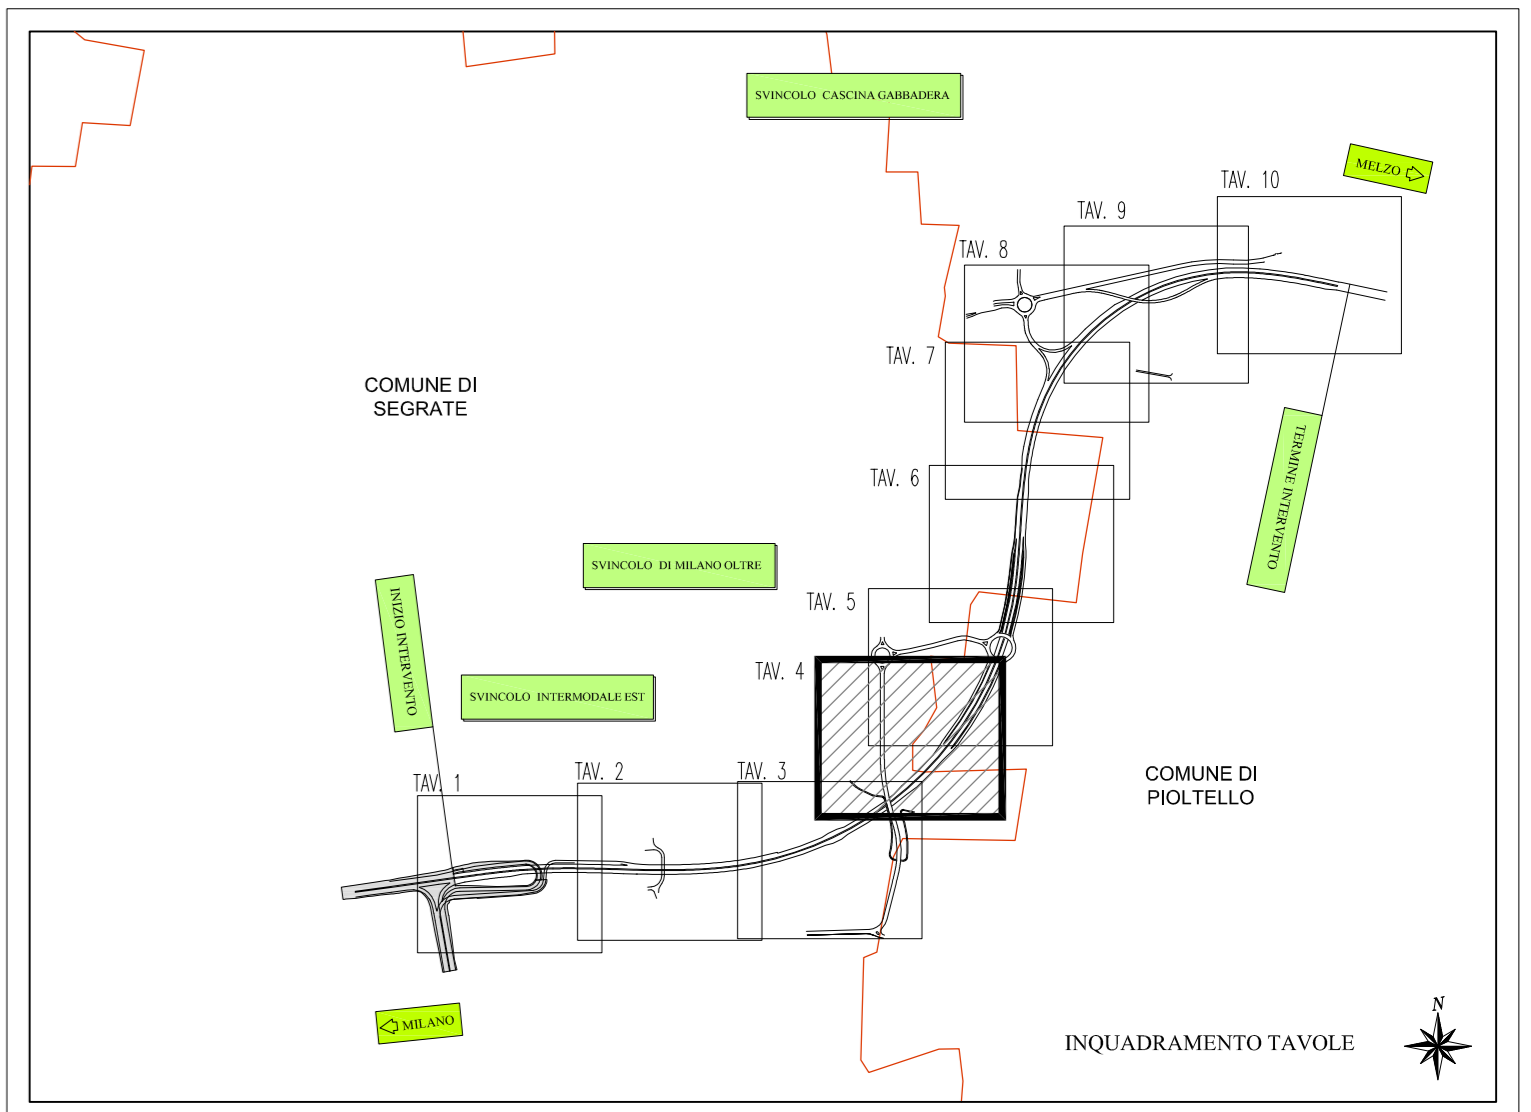 SVINCOLO CASCINA GABBADERA
MELZO
TAV. 10
TAV. 9
TAV. 8
TAV. 7
COMUNE DI
SEGRATE
TERMINE INTERVENTO
TAV. 6
SVINCOLO DI MILANO OLTRE
INIZIO INTERVENTO
TAV. 5
TAV. 4
SVINCOLO INTERMODALE EST
TAV. 3
TAV. 2
TAV. 1
COMUNE DI
PIOLTELLO
MILANO
N
INQUADRAMENTO TAVOLE